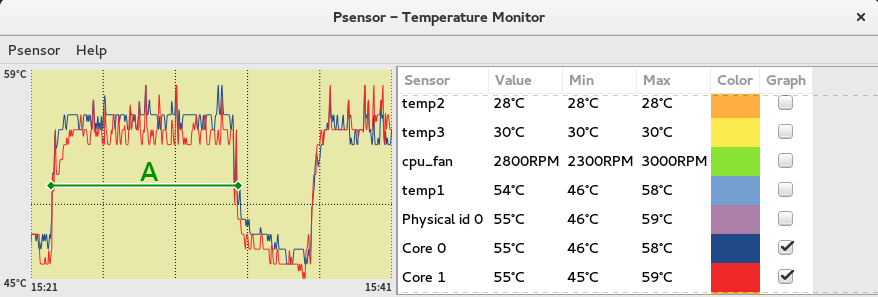 Psensor – Temperature Monitor ×
Psensor Help
59°C
A
45°C
15:21 15:41
Sensor Value Min Max Color Graph
temp2 28°C 28°C 28°C
temp3 30°C 30°C 30°C
cpu_fan 2800RPM 2300RPM 3000RPM
temp1 54°C 46°C 58°C
Physical id 0 55°C 46°C 59°C
Core 0 55°C 46°C 58°C
Core 1 55°C 45°C 59°C